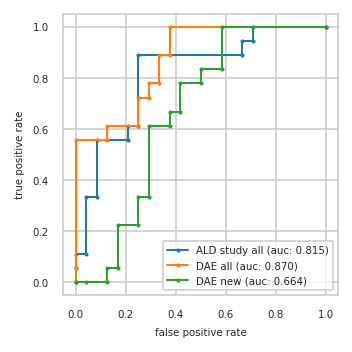 1.0
0.8
0.6
0.4
0.2
0.0
true positive rate
ALD study all (auc: 0.815)
DAE all (auc: 0.870)
DAE new (auc: 0.664)
0.0 0.2 0.4 0.6 0.8 1.0
false positive rate